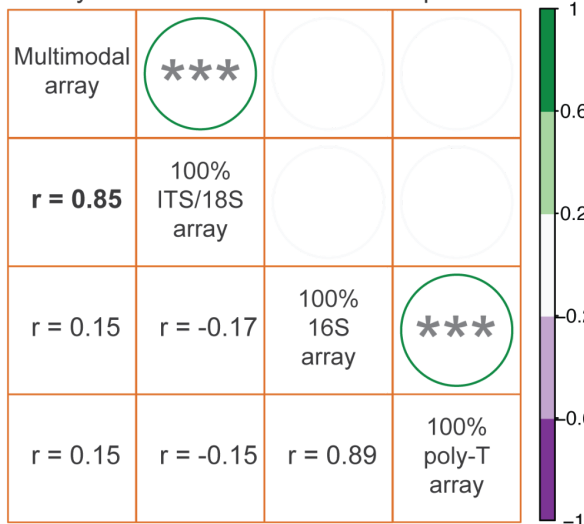 Multimodal
array
***
1
0.6
r = 0.85
100%
ITS/18S
array
0.2
r = 0.15
r = -0.17
100%
16S
array
***
r = 0.15
r = -0.15
r = 0.89
100%
poly-T
array
-1